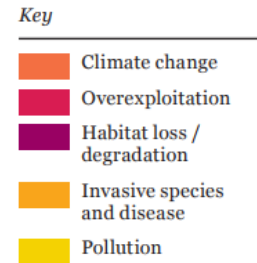 Key
Climate change
Overexploitation
Habitat loss /
degradation
Invasive species
and disease
Pollution